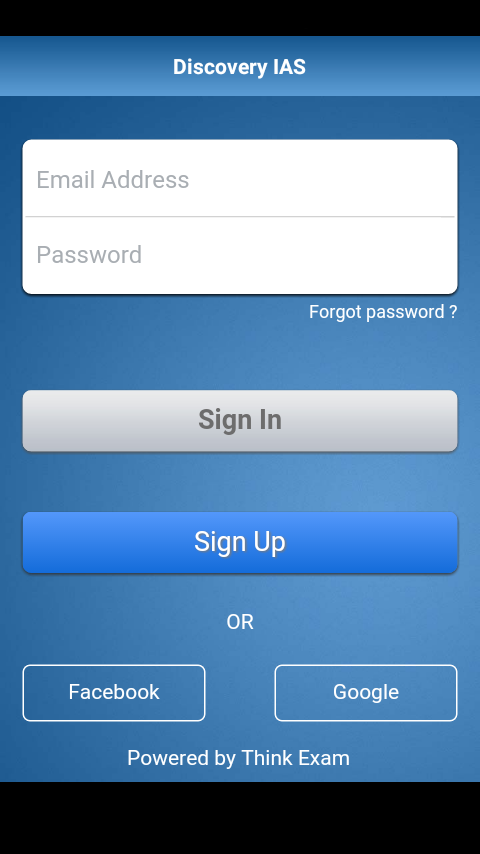 Discovery IAS
Email Address
Password
Forgot password ?
Sign In
Sign Up
OR
Facebook
Google
Powered by Think Exam